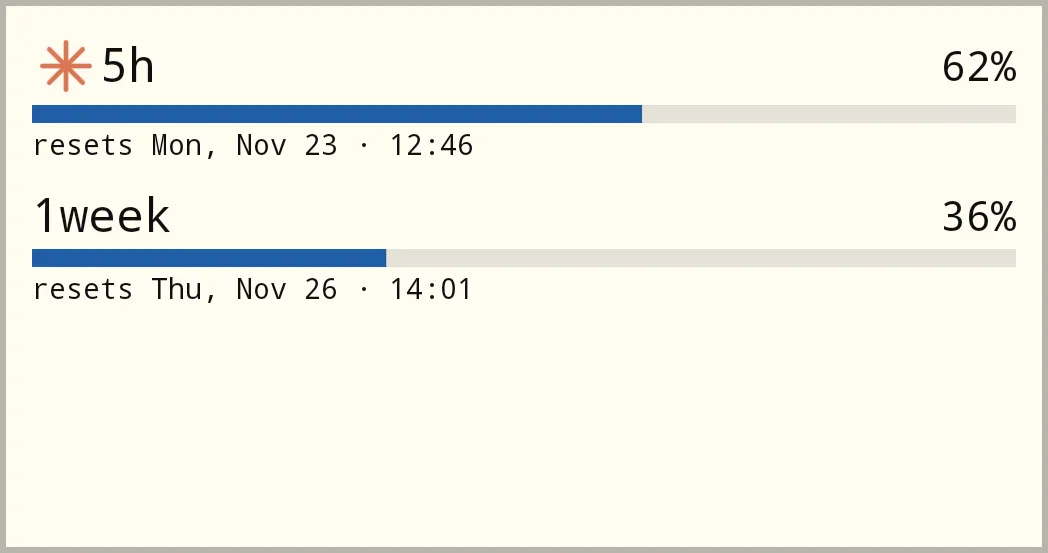 5h 62%
resets Mon, Nov 23 · 12:46
1week 36%
resets Thu, Nov 26 · 14:01